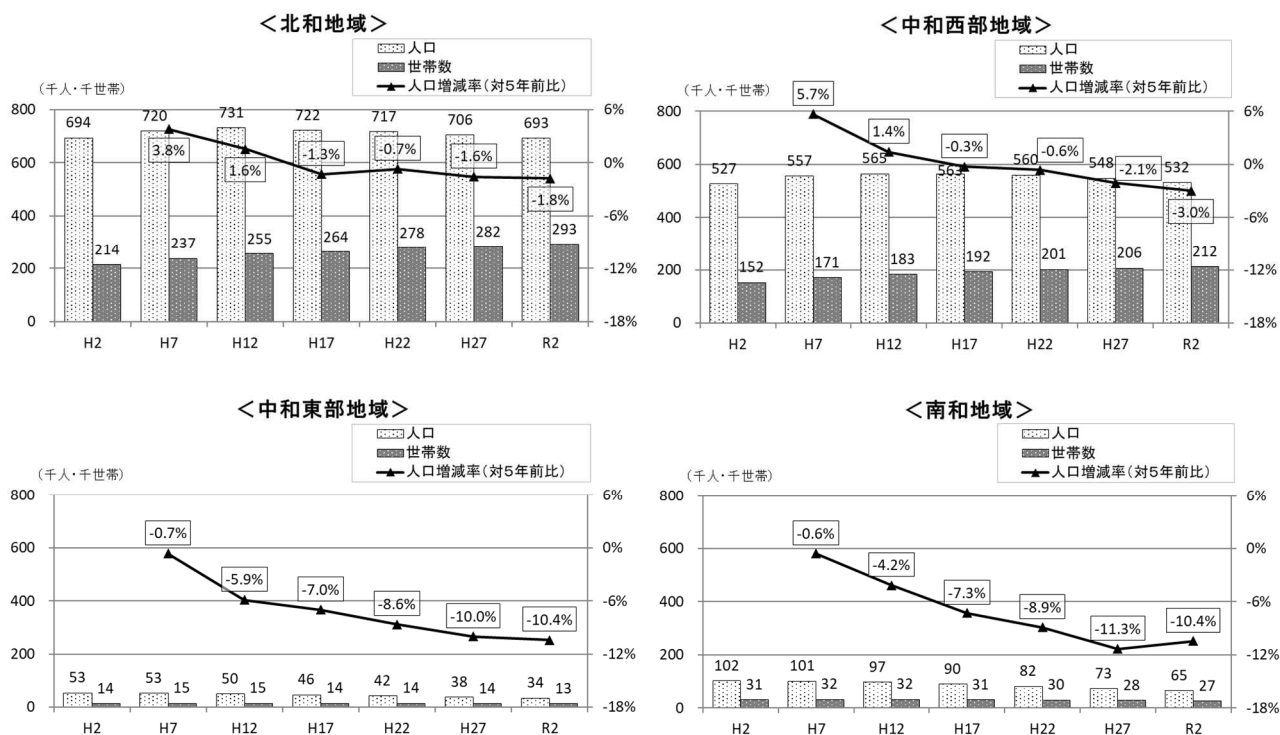 ＜北和地域＞
人口
世帯数
人口増減率（対5年前比）
（千人・千世帯）
800
600
400
200
0
6%
0%
-6%
-12%
-18%
694
720
731
722
717
706
693
3.8%
1.6%
-1.3%
-0.7%
-1.6%
-1.8%
214
237
255
264
278
282
293
H2
H7
H12
H17
H22
H27
R2
＜中和西部地域＞
人口
世帯数
人口増減率（対5年前比）
（千人・千世帯）
800
600
400
200
0
6%
0%
-6%
-12%
-18%
527
557
565
563
560
548
532
5.7%
1.4%
-0.3%
-0.6%
-2.1%
-3.0%
152
171
183
192
201
206
212
H2
H7
H12
H17
H22
H27
R2
＜中和東部地域＞
人口
世帯数
人口増減率（対5年前比）
（千人・千世帯）
800
600
400
200
0
6%
0%
-6%
-12%
-18%
-0.7%
-5.9%
-7.0%
-8.6%
-10.0%
-10.4%
53
14
53
15
50
15
46
14
42
14
38
14
34
13
H2
H7
H12
H17
H22
H27
R2
＜南和地域＞
人口
世帯数
人口増減率（対5年前比）
（千人・千世帯）
800
600
400
200
0
6%
0%
-6%
-12%
-18%
-0.6%
-4.2%
-7.3%
-8.9%
-11.3%
-10.4%
102
31
101
32
97
32
90
31
82
30
73
28
65
27
H2
H7
H12
H17
H22
H27
R2